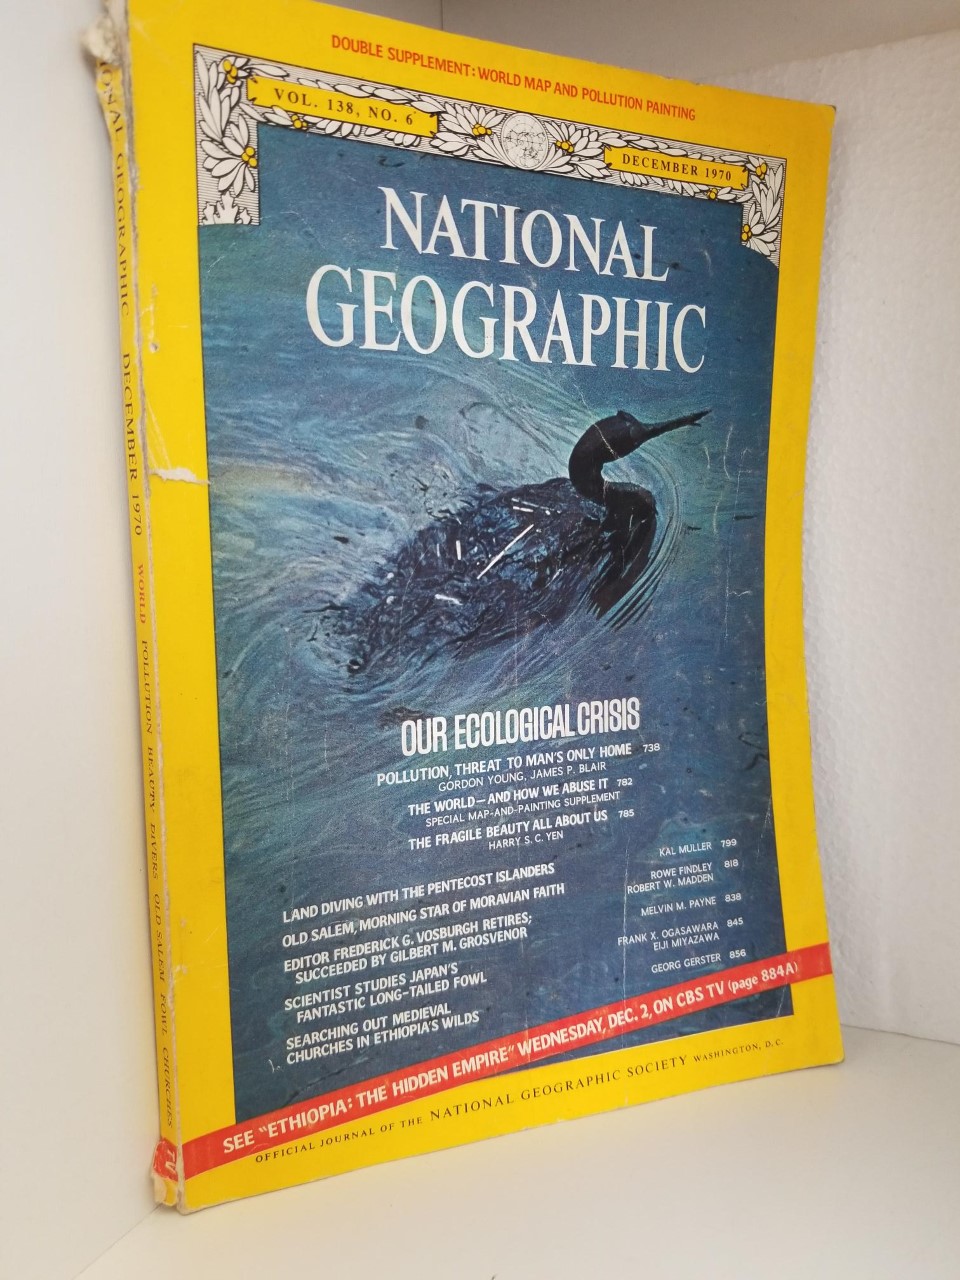 DOUBLE SUPPLEMENT: WORLD MAP AND POLLUTION PAINTING
VOL. 138, NO. 6
DECEMBER 1970
NATIONAL
GEOGRAPHIC
OUR ECOLOGICAL CRISIS
POLLUTION, THREAT TO MAN'S ONLY HOME 738
GORDON YOUNG, JAMES P. BLAIR
THE WORLD—AND HOW WE ABUSE IT 782
SPECIAL MAP-AND-PAINTING SUPPLEMENT
THE FRAGILE BEAUTY ALL ABOUT US 785
HARRY S. C. YEN
LAND DIVING WITH THE PENTECOST ISLANDERS KAL MULLER 799
OLD SALEM, MORNING STAR OF MORAVIAN FAITH ROWE FINDLEY 818
ROBERT W. MADDEN
EDITOR FREDERICK G. VOSBURGH RETIRES; MELVIN M. PAYNE 838
SUCCEEDED BY GILBERT M. GROSVENOR
SCIENTIST STUDIES JAPAN'S FRANK X. OGASAWARA 845
FANTASTIC LONG-TAILED FOWL EIJI MIYAZAWA
SEARCHING OUT MEDIEVAL GEORG GERSTER 856
CHURCHES IN ETHIOPIA'S WILDS
SEE "ETHIOPIA: THE HIDDEN EMPIRE" WEDNESDAY, DEC. 2, ON CBS TV (page 884A)
OFFICIAL JOURNAL OF THE NATIONAL GEOGRAPHIC SOCIETY WASHINGTON, D.C.
GEOGRAPHIC DECEMBER 1970 WORLD POLLUTION BEAUTY DIVERS OLD SALEM FOWL CHURCHES
TV